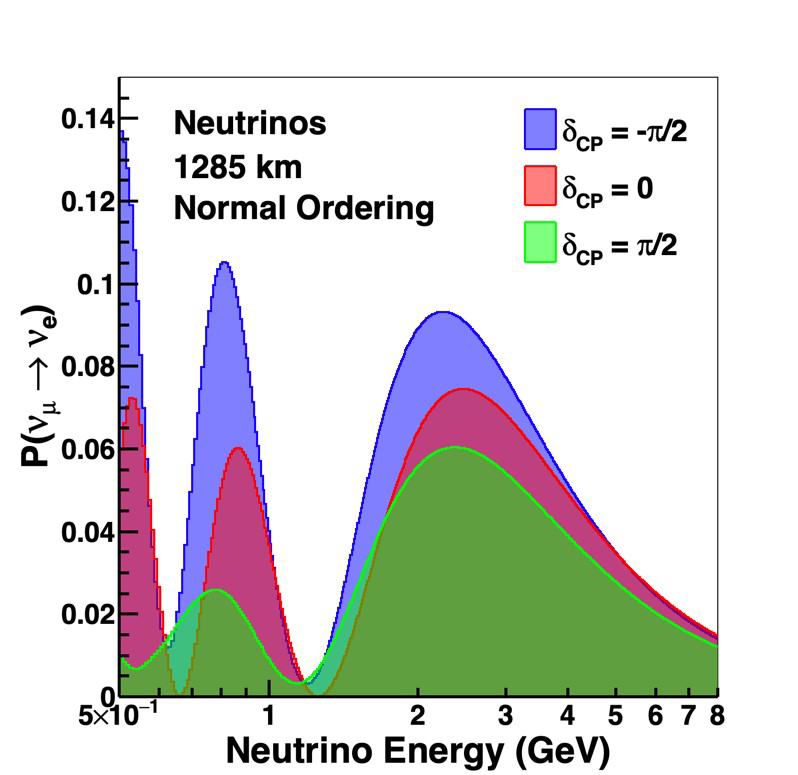 Neutrinos
1285 km
Normal Ordering
δCP = -π/2
δCP = 0
δCP = π/2
P(νμ → νe)
0.14
0.12
0.1
0.08
0.06
0.04
0.02
0
5×10⁻¹ 1 2 3 4 5 6 7 8
Neutrino Energy (GeV)